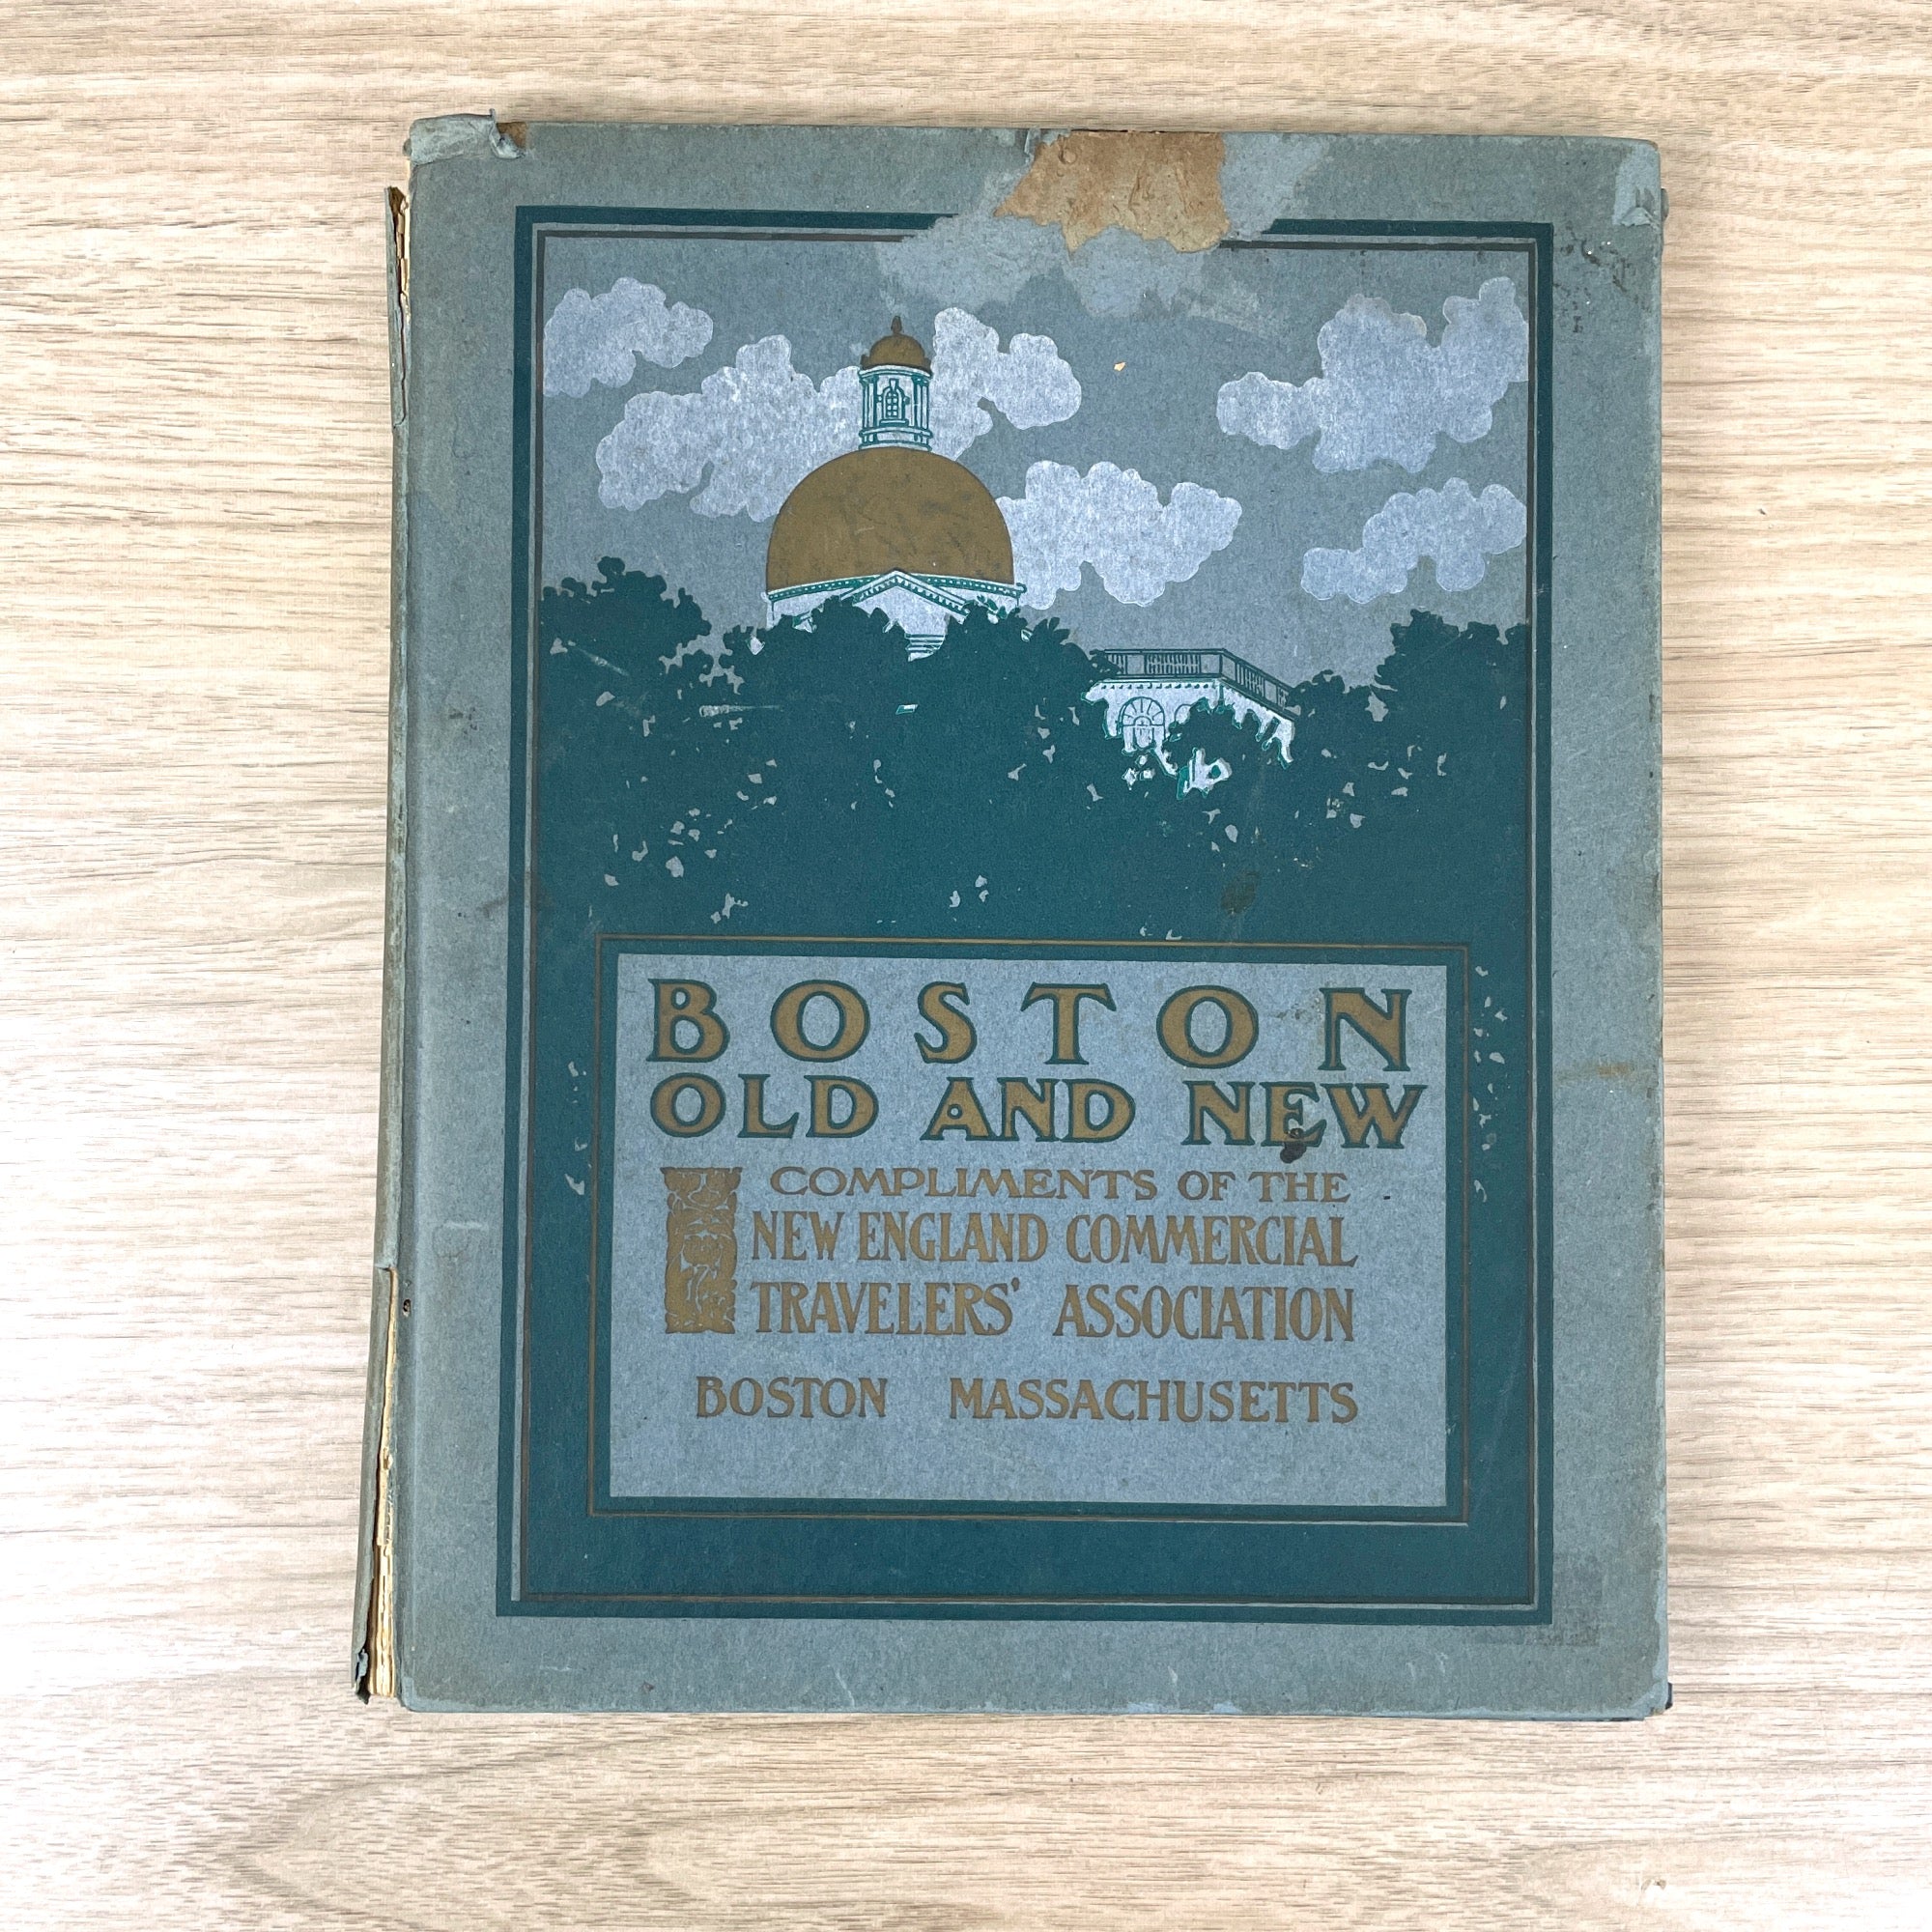 BOSTON
OLD AND NEW
COMPLIMENTS OF THE
NEW ENGLAND COMMERCIAL
TRAVELERS' ASSOCIATION
BOSTON MASSACHUSETTS